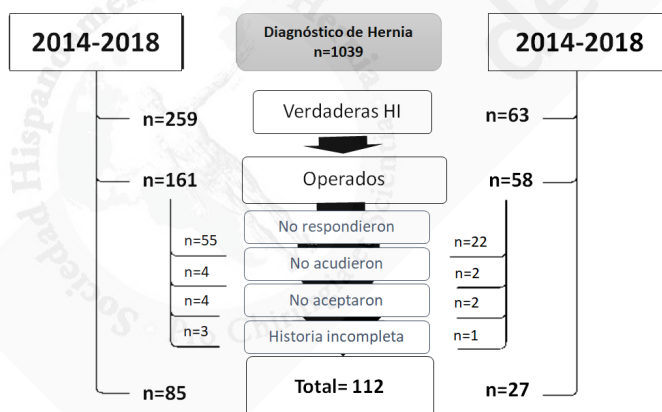 2014-2018
Diagnóstico de Hernia
n=1039
2014-2018
n=259
Verdaderas HI
n=63
n=161
Operados
n=58
No respondieron
n=55
n=22
No acudieron
n=4
n=2
No aceptaron
n=4
n=2
Historia incompleta
n=3
n=1
n=85
Total= 112
n=27